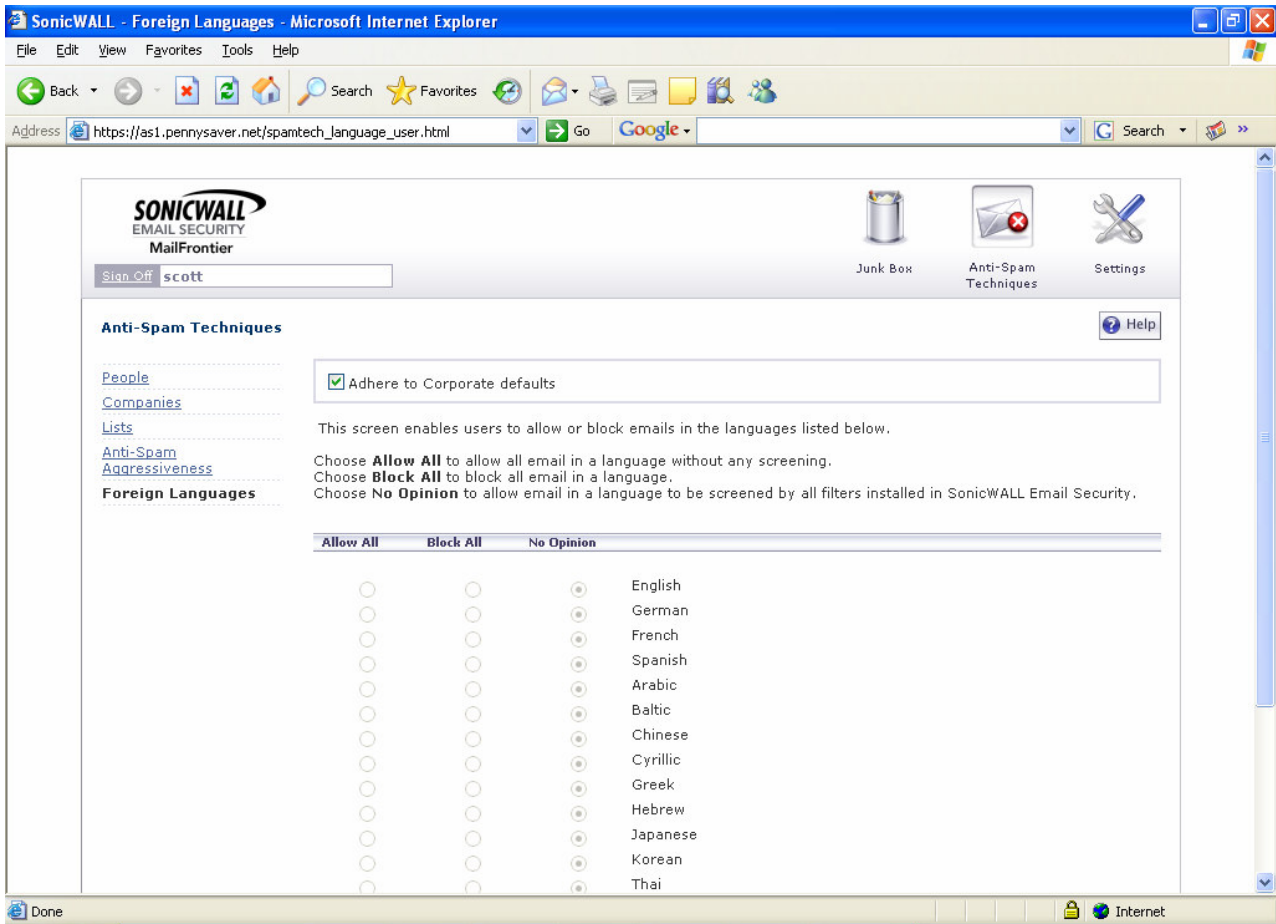 SonicWALL - Foreign Languages - Microsoft Internet Explorer
File Edit View Favorites Tools Help
Back Search Favorites
Address https://as1.pennysaver.net/spamtech_language_user.html Go Google Search »
SONICWALL
EMAIL SECURITY
MailFrontier
Sign Off scott
Junk Box
Anti-Spam
Techniques
Settings
Anti-Spam Techniques
Help
People
Companies
Lists
Anti-Spam
Aggressiveness
Foreign Languages
Adhere to Corporate defaults
This screen enables users to allow or block emails in the languages listed below.
Choose Allow All to allow all email in a language without any screening.
Choose Block All to block all email in a language.
Choose No Opinion to allow email in a language to be screened by all filters installed in SonicWALL Email Security.
Allow All Block All No Opinion
English
German
French
Spanish
Arabic
Baltic
Chinese
Cyrillic
Greek
Hebrew
Japanese
Korean
Thai
Done Internet